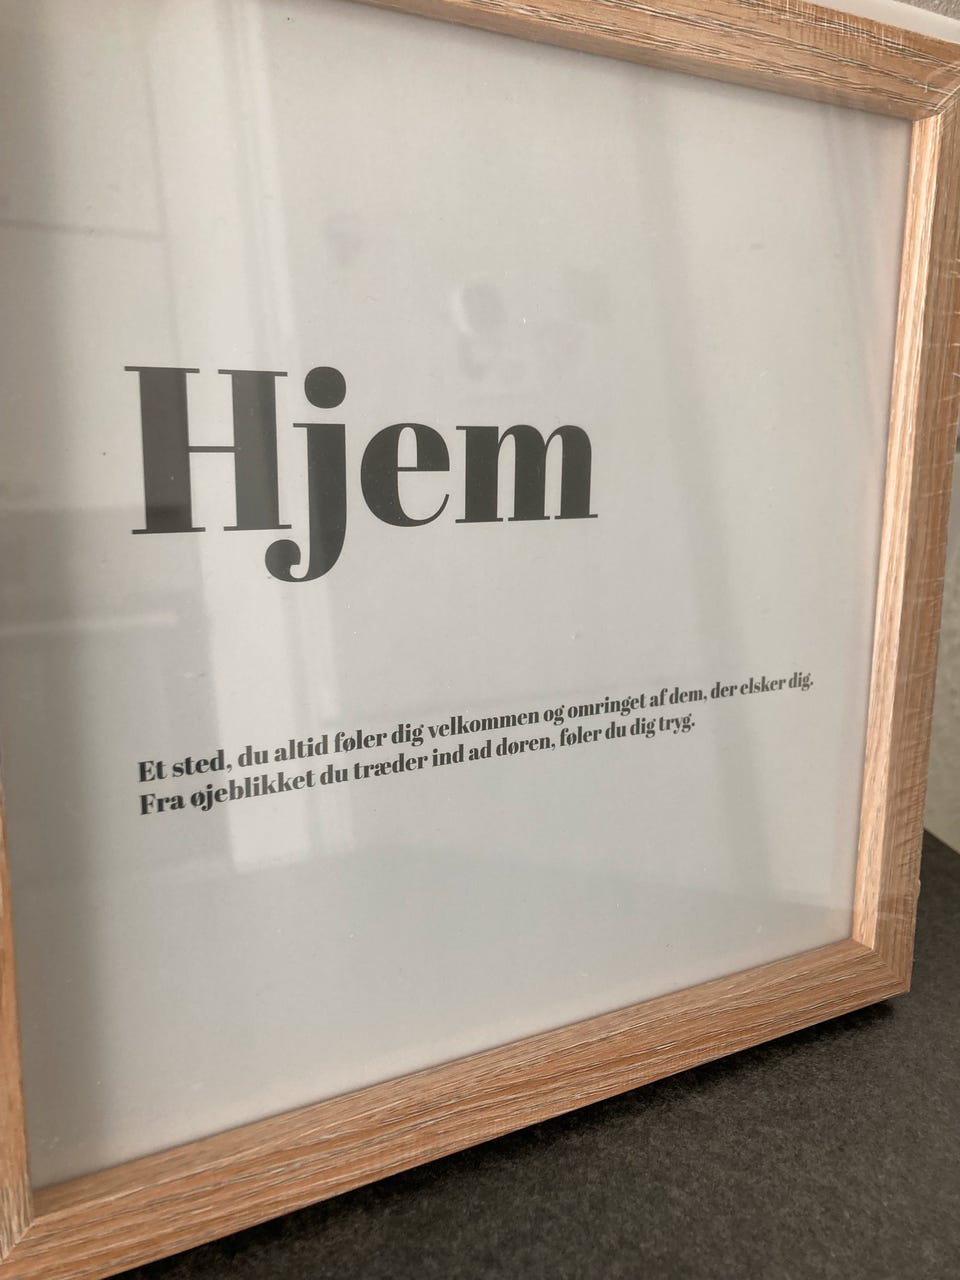 Hjem
Et sted, du altid føler dig velkommen og omringet af dem, der elsker dig.
Fra øjeblikket du træder ind ad døren, føler du dig tryg.